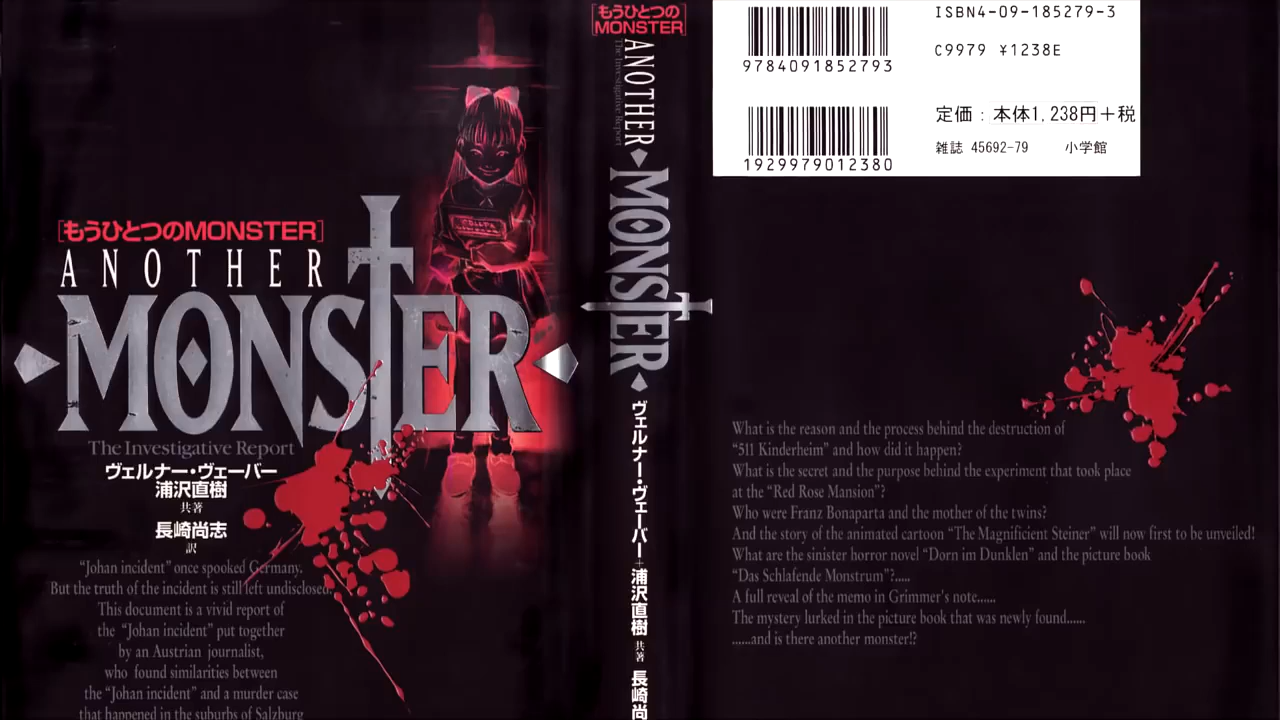 [もうひとつのMONSTER]
ANOTHER
MONSTER
The Investigative Report
ヴェルナー・ヴェーバー
浦沢直樹
共著
長崎尚志
訳
“Johan incident” once spooked Germany.
But the truth of the incident is still left undisclosed.
This document is a vivid report of
the “Johan incident” put together
by an Austrian journalist,
who found similarities between
the “Johan incident” and a murder case
that happened in the suburbs of Salzburg
[もうひとつの
MONSTER]
ANOTHER
The Investigative Report
MONSTER
ヴェルナー・ヴェーバー+浦沢直樹 共著 長崎尚
9784091852793
1929979012380
ISBN4-09-185279-3
C9979 ¥1238E
定価：本体1,238円+税
雑誌 45692-79 小学館
What is the reason and the process behind the destruction of
“511 Kinderheim” and how did it happen?
What is the secret and the purpose behind the experiment that took place
at the “Red Rose Mansion”?
Who were Franz Bonaparta and the mother of the twins?
And the story of the animated cartoon “The Magnificient Steiner” will now first to be unveiled!
What are the sinister horror novel “Dorn im Dunklen” and the picture book
“Das Schlafende Monstrum”?.....
A full reveal of the memo in Grimmer's note......
The mystery lurked in the picture book that was newly found......
......and is there another monster!?